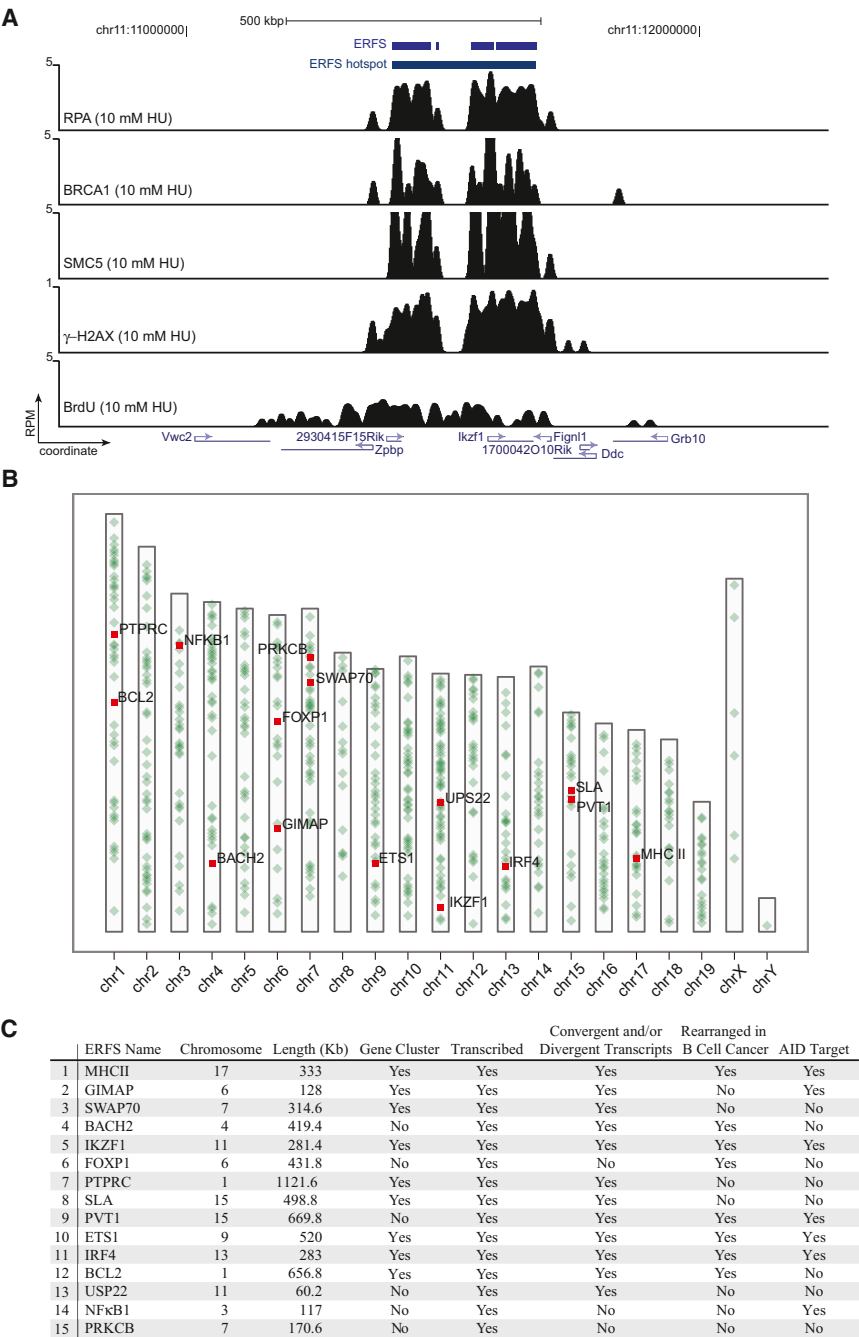 A
500 kbp
chr11:11000000
chr11:12000000
ERFS
ERFS hotspot
5
RPA (10 mM HU)
5
BRCA1 (10 mM HU)
5
SMC5 (10 mM HU)
1
γ–H2AX (10 mM HU)
5
BrdU (10 mM HU)
RPM
coordinate
Vwc2 2930415F15Rik Ikzf1 Fignl1 Grb10
Zpbp 1700042O10Rik Ddc
B
PTPRC
NFKB1
PRKCB
SWAP70
BCL2
FOXP1
SLA
UPS22
PVT1
GIMAP
BACH2
ETS1
IRF4
MHC II
IKZF1
chr1 chr2 chr3 chr4 chr5 chr6 chr7 chr8 chr9 chr10 chr11 chr12 chr13 chr14 chr15 chr16 chr17 chr18 chr19 chrX chrY
C
Convergent and/or Rearranged in
ERFS Name Chromosome Length (Kb) Gene Cluster Transcribed Divergent Transcripts B Cell Cancer AID Target
1 MHCII 17 333 Yes Yes Yes Yes Yes
2 GIMAP 6 128 Yes Yes Yes No Yes
3 SWAP70 7 314.6 Yes Yes Yes No No
4 BACH2 4 419.4 No Yes Yes Yes No
5 IKZF1 11 281.4 Yes Yes Yes Yes Yes
6 FOXP1 6 431.8 No Yes No Yes No
7 PTPRC 1 1121.6 Yes Yes Yes No No
8 SLA 15 498.8 Yes Yes Yes No No
9 PVT1 15 669.8 No Yes Yes Yes Yes
10 ETS1 9 520 Yes Yes Yes Yes Yes
11 IRF4 13 283 Yes Yes Yes Yes Yes
12 BCL2 1 656.8 Yes Yes Yes Yes No
13 USP22 11 60.2 No Yes Yes No No
14 NFκB1 3 117 No Yes No No Yes
15 PRKCB 7 170.6 No Yes No No No